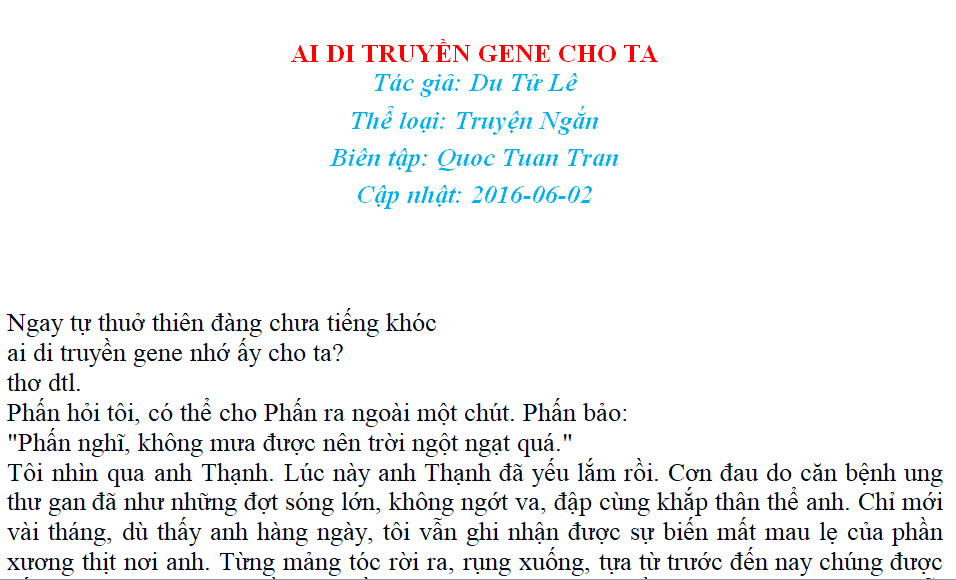 AI DI TRUYỀN GENE CHO TA
Tác giả: Du Tử Lê
Thể loại: Truyện Ngắn
Biên tập: Quoc Tuan Tran
Cập nhật: 2016-06-02
Ngay tự thuở thiên đàng chưa tiếng khóc
ai di truyền gene nhớ ấy cho ta?
thơ dtl.
Phấn hỏi tôi, có thể cho Phấn ra ngoài một chút. Phấn bảo:
"Phấn nghĩ, không mưa được nên trời ngột ngạt quá."
Tôi nhìn qua anh Thạnh. Lúc này anh Thạnh đã yếu lắm rồi. Cơn đau do căn bệnh ung
thư gan đã như những đợt sóng lớn, không ngớt va, đập cùng khắp thân thể anh. Chỉ mới
vài tháng, dù thấy anh hàng ngày, tôi vẫn ghi nhận được sự biến mất mau lẹ của phần
xương thịt nơi anh. Từng mảng tóc rời ra, rụng xuống, tựa từ trước đến nay chúng được